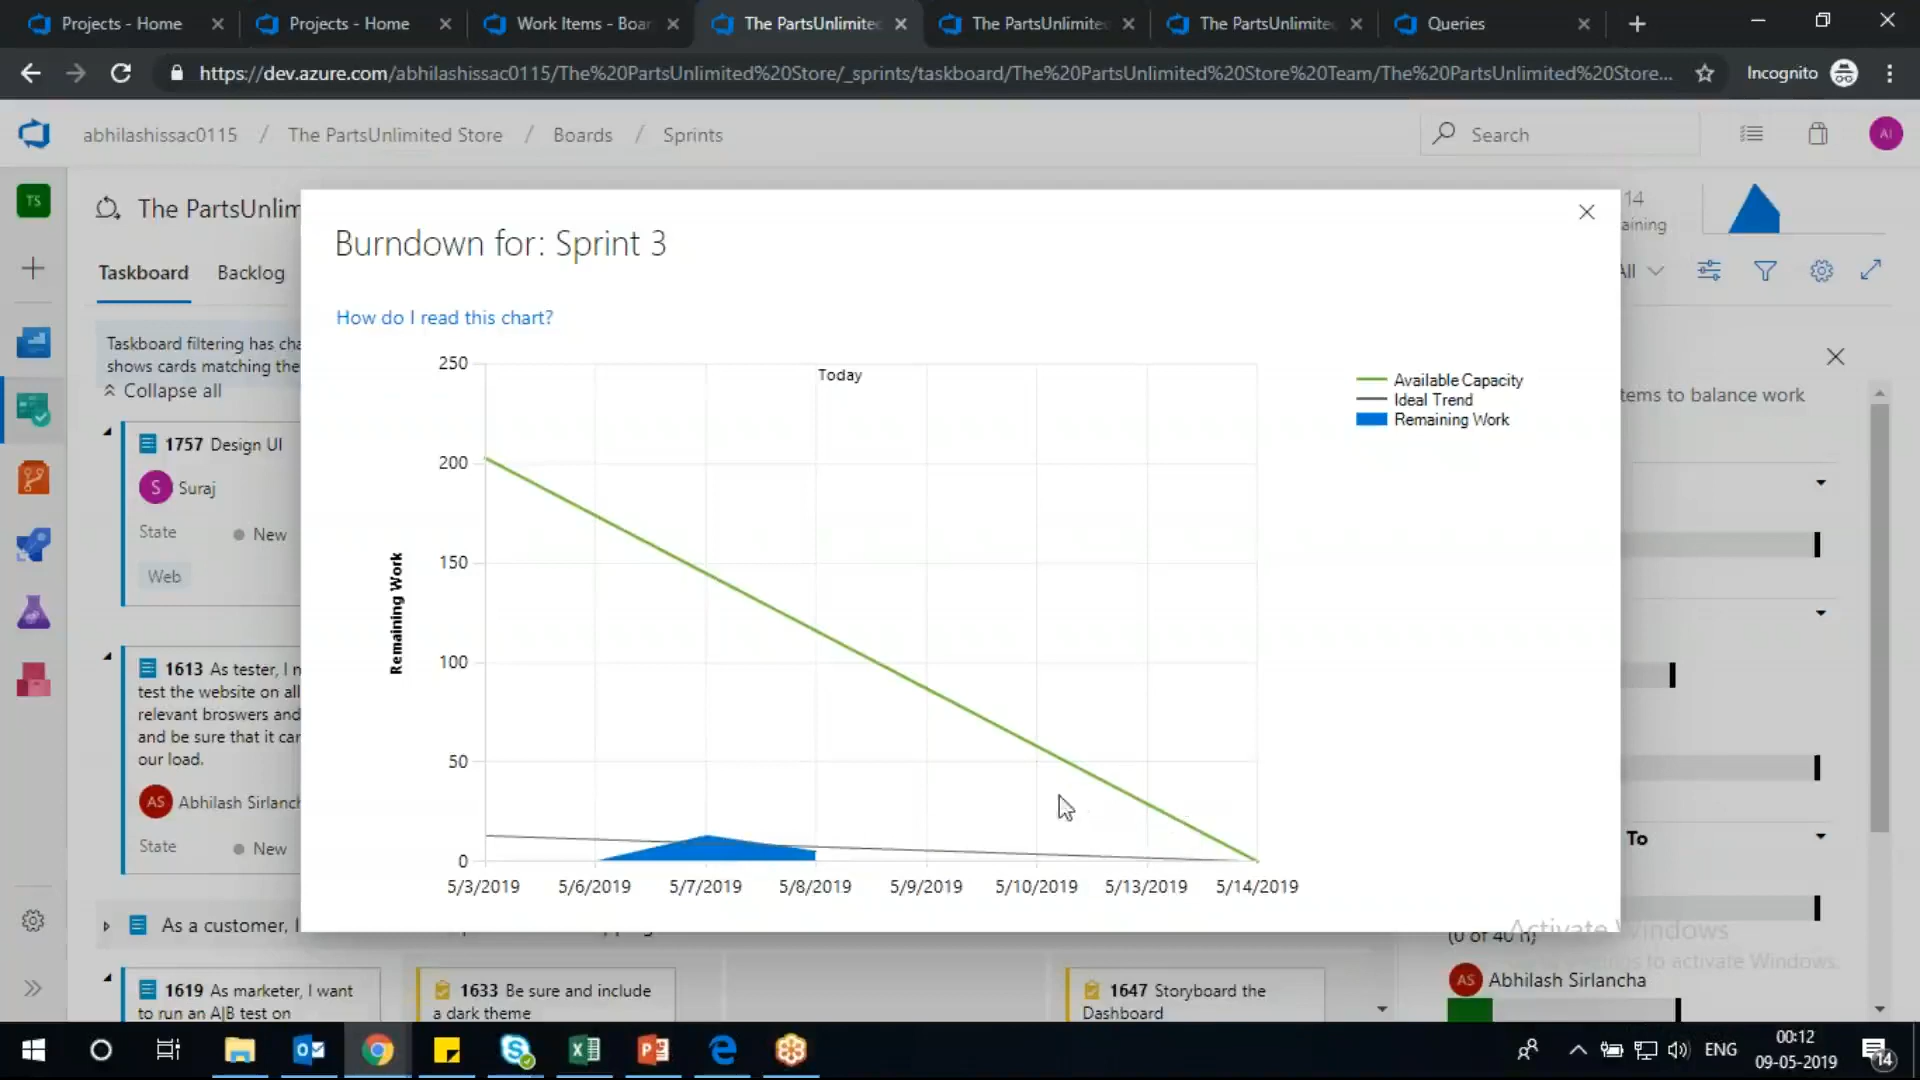 Projects - Home
Projects - Home
Work Items - Boar
The PartsUnlimited
The PartsUnlimite
The PartsUnlimite
Queries
https://dev.azure.com/abhilashissac0115/The%20PartsUnlimited%20Store/_sprints/taskboard/The%20PartsUnlimited%20Store%20Team/The%20PartsUnlimited%20Store...
Incognito
abhilashissac0115 / The PartsUnlimited Store / Boards / Sprints
Search
AI
TS
The PartsUnlim
14
aining
Taskboard
Backlog
All
Taskboard filtering has cha
shows cards matching the
Collapse all
1757 Design UI
S Suraj
State
New
Web
1613 As tester, I n
test the website on all
relevant broswers and
and be sure that it can
our load.
AS Abhilash Sirlanch
State
New
As a customer, I
1619 As marketer, I want
to run an A|B test on
1633 Be sure and include
a dark theme
1647 Storyboard the
Dashboard
Burndown for: Sprint 3
How do I read this chart?
Remaining Work
250
200
150
100
50
0
Today
5/3/2019
5/6/2019
5/7/2019
5/8/2019
5/9/2019
5/10/2019
5/13/2019
5/14/2019
Available Capacity
Ideal Trend
Remaining Work
tems to balance work
To
(0 of 40 h)
AS Abhilash Sirlancha
Activate Windows
to activate Windows.
ENG
00:12
09-05-2019
14